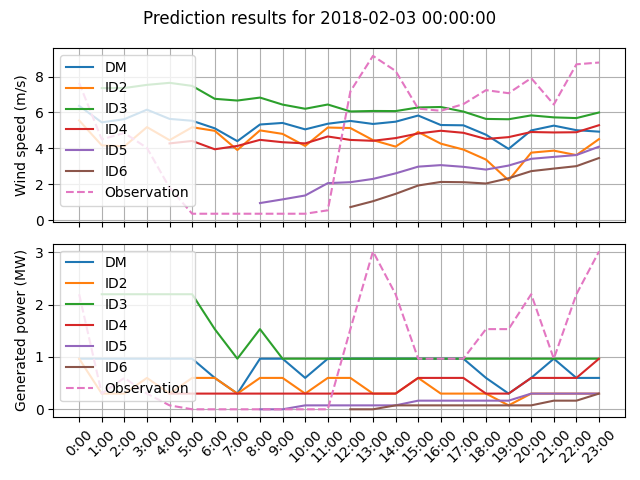 Prediction results for 2018-02-03 00:00:00
Wind speed (m/s)
8
6
4
2
0
DM
ID2
ID3
ID4
ID5
ID6
Observation
Generated power (MW)
3
2
1
0
DM
ID2
ID3
ID4
ID5
ID6
Observation
0:00 1:00 2:00 3:00 4:00 5:00 6:00 7:00 8:00 9:00 10:00 11:00 12:00 13:00 14:00 15:00 16:00 17:00 18:00 19:00 20:00 21:00 22:00 23:00